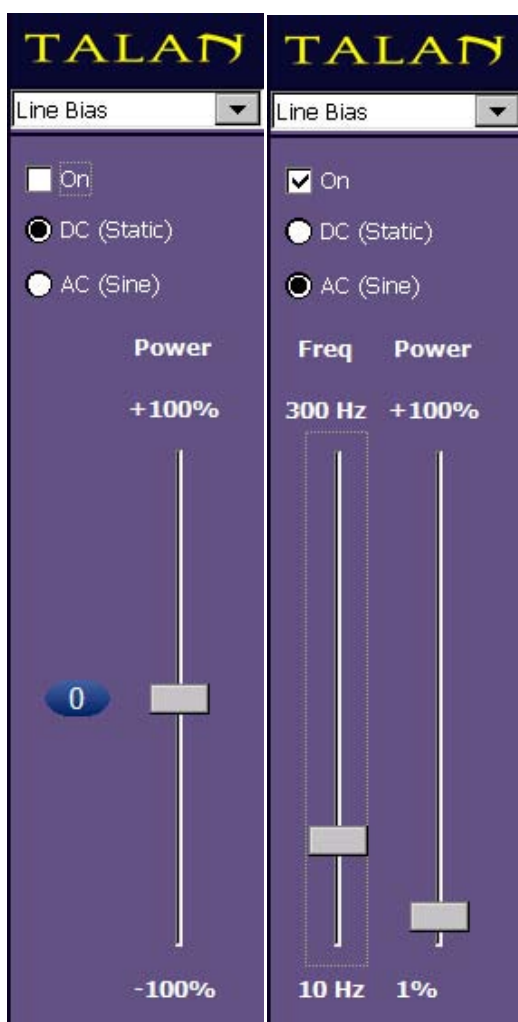 TALAN
Line Bias
On
DC (Static)
AC (Sine)
Power
+100%
0
-100%
TALAN
Line Bias
On
DC (Static)
AC (Sine)
Freq Power
300 Hz +100%
10 Hz 1%